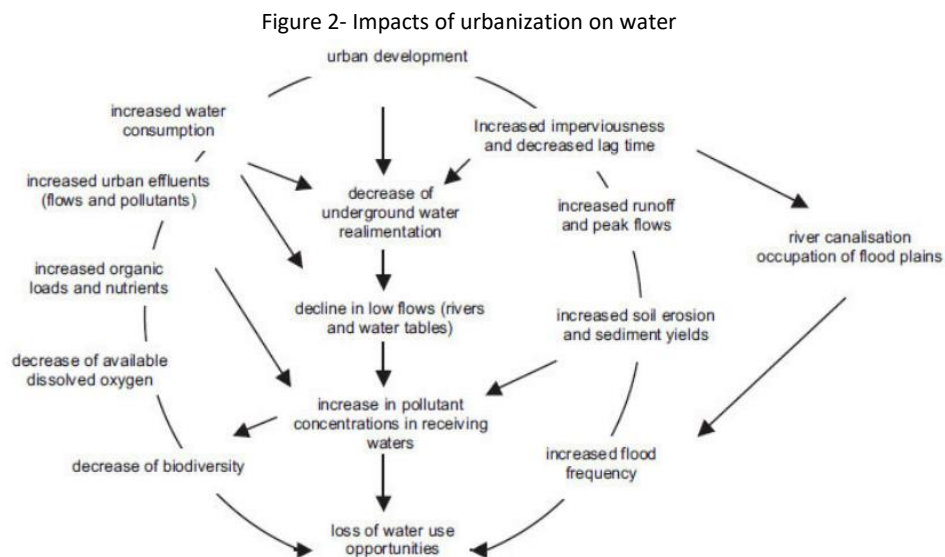 Figure 2- Impacts of urbanization on water
urban development
increased water
consumption
Increased imperviousness
and decreased lag time
increased urban effluents
(flows and pollutants)
decrease of
underground water
realimentation
increased runoff
and peak flows
river canalisation
occupation of flood plains
increased organic
loads and nutrients
decline in low flows (rivers
and water tables)
increased soil erosion
and sediment yields
decrease of available
dissolved oxygen
increase in pollutant
concentrations in receiving
waters
decrease of biodiversity
increased flood
frequency
loss of water use
opportunities